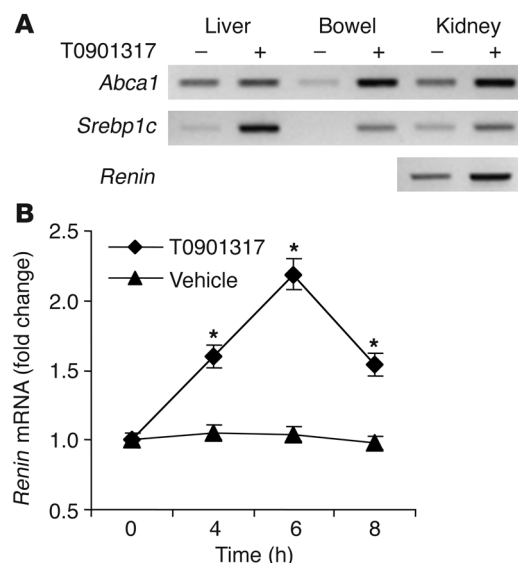 A
Liver Bowel Kidney
T0901317 – + – + – +
Abca1
Srebp1c
Renin
B
Renin mRNA (fold change)
2.5
2.0
1.5
1.0
0.5
T0901317
Vehicle
*
*
*
0 4 6 8
Time (h)